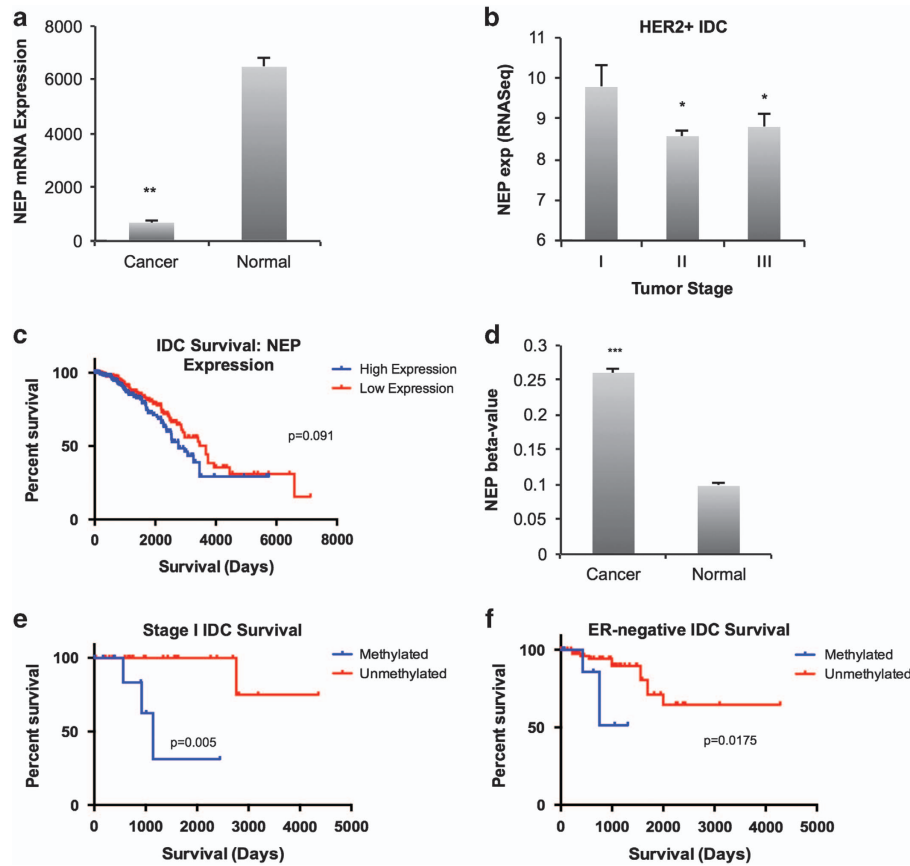 a
NEP mRNA Expression
8000
6000
4000
2000
0
**
Cancer
Normal
b
HER2+ IDC
NEP exp (RNASeq)
11
10
9
8
7
6
*
*
I
II
III
Tumor Stage
c
IDC Survival: NEP
Expression
High Expression
Low Expression
Percent survival
100
50
0
p=0.091
0
2000
4000
6000
8000
Survival (Days)
d
NEP beta-value
0.3
0.25
0.2
0.15
0.1
0.05
0
***
Cancer
Normal
e
Stage I IDC Survival
Methylated
Unmethylated
Percent survival
100
50
0
p=0.005
0
1000
2000
3000
4000
5000
Survival (Days)
f
ER-negative IDC Survival
Methylated
Unmethylated
Percent survival
100
50
0
p=0.0175
0
1000
2000
3000
4000
5000
Survival (Days)